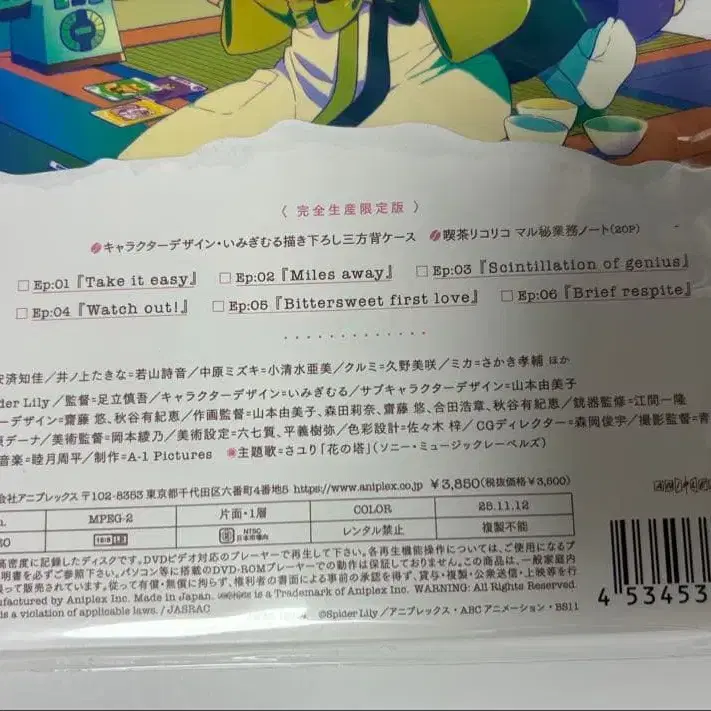 〈 完全生産限定版 〉
キャラクターデザイン・いみぎむる描き下ろし三方背ケース 喫茶リコリコ マル秘業務ノート(20P)
□ Ep:01『Take it easy』 □ Ep:02『Miles away』 □ Ep:03『Scintillation of genius』
□ Ep:04『Watch out!』 □ Ep:05『Bittersweet first love』 □ Ep:06『Brief respite』
安済知佳／井ノ上たきな=若山詩音／中原ミズキ=小清水亜美／クルミ=久野美咲／ミカ=さかき孝輔 ほか
der Lily／監督=足立慎吾／キャラクターデザイン=いみぎむる／サブキャラクターデザイン=山本由美子
ーデザイン=齋藤 悠、秋谷有紀恵／作画監督=山本由美子、森田莉奈、齋藤 悠、合田浩章、秋谷有紀恵／銃器監修=江間一隆
原デーナ／美術監督=岡本綾乃／美術設定=六七質、平義樹弥／色彩設計=佐々木 梓／CGディレクター=森岡俊宇／撮影監督=青
音楽=睦月周平／制作=A-1 Pictures 主題歌=さユり「花の塔」(ソニー・ミュージックレーベルズ)
会社アニプレックス 〒102-8353 東京都千代田区六番町4番地5 https://www.aniplex.co.jp ¥3,850(税抜価格 ¥3,500)
n. MPEG-2 片面・1層 COLOR 25.11.12
EO 16:9 LB NTSC 日本市場向 レンタル禁止 複製不能
高密度に記録したディスクです。DVDビデオ対応のプレーヤーで再生して下さい。各再生機能操作については、ご使用になるプ
明書を必ずご参照下さい。パソコン等に搭載のDVD-ROMプレーヤーでの動作は保証しておりません。この商品は、一般家庭内
限って販売されています。従って有償・無償に拘らず、権利者の書面による事前の承諾を得ず、貸与・複製・公衆送信・上映等を行
ufactured by Aniplex Inc. Made in Japan. is a Trademark of Aniplex Inc. WARNING: All Rights Reserved.
is a violation of applicable laws. / JASRAC
©Spider Lily／アニプレックス・ABCアニメーション・BS11
4 534530